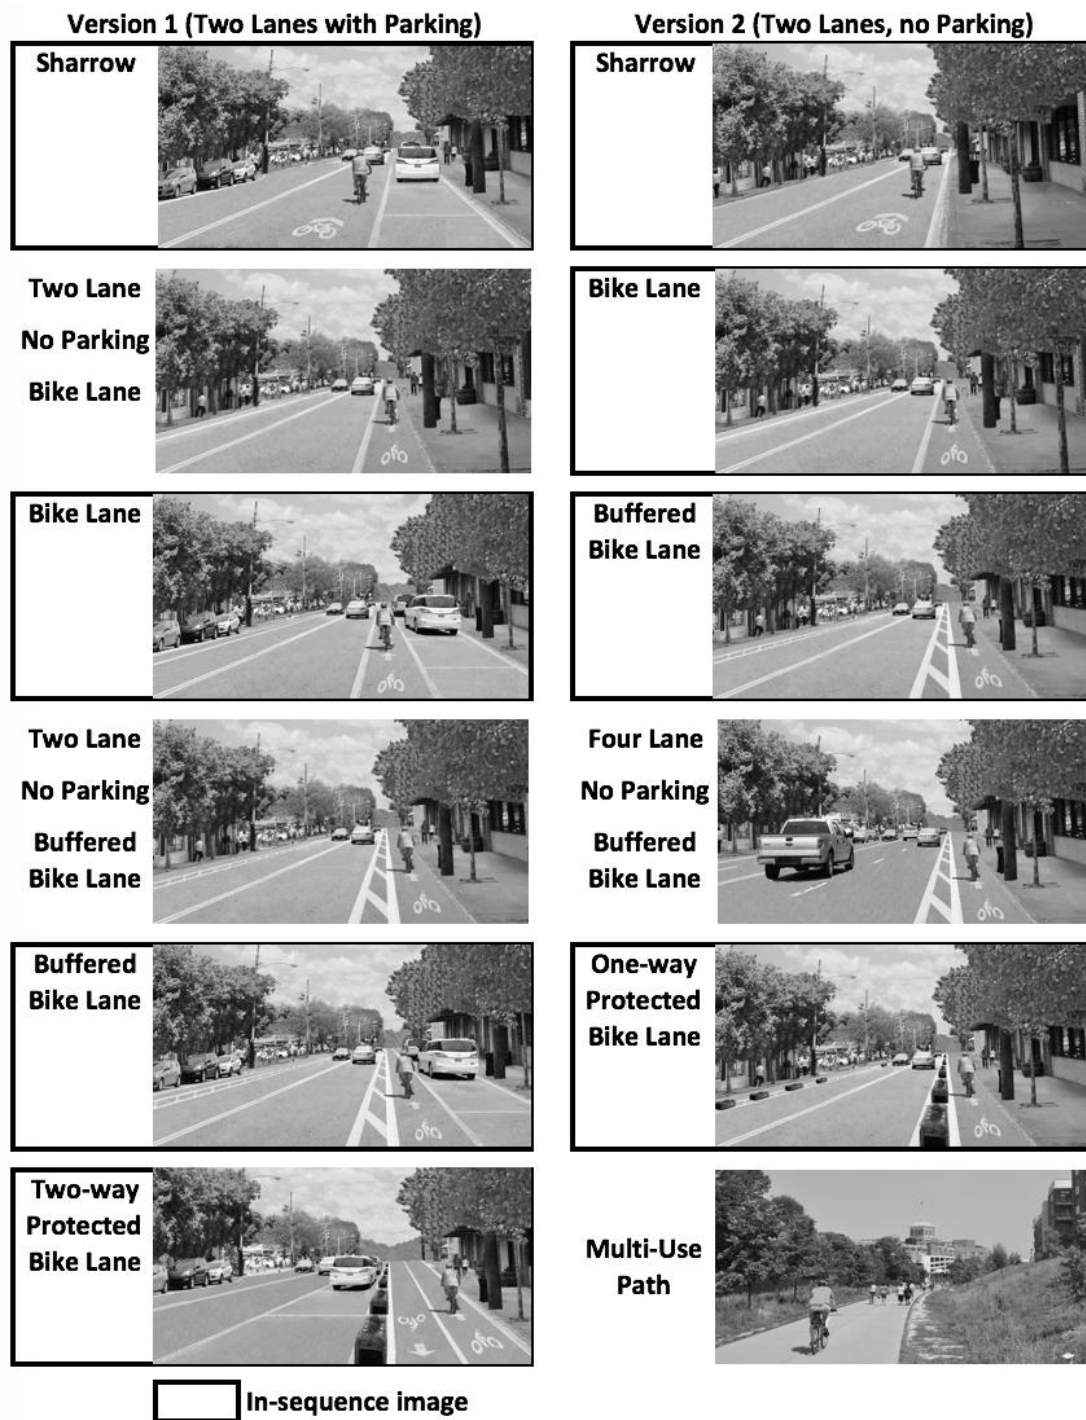 Version 1 (Two Lanes with Parking)
Sharrow
Two Lane
No Parking
Bike Lane
Bike Lane
Two Lane
No Parking
Buffered
Bike Lane
Buffered
Bike Lane
Two-way
Protected
Bike Lane
Version 2 (Two Lanes, no Parking)
Sharrow
Bike Lane
Buffered
Bike Lane
Four Lane
No Parking
Buffered
Bike Lane
One-way
Protected
Bike Lane
Multi-Use
Path
In-sequence image